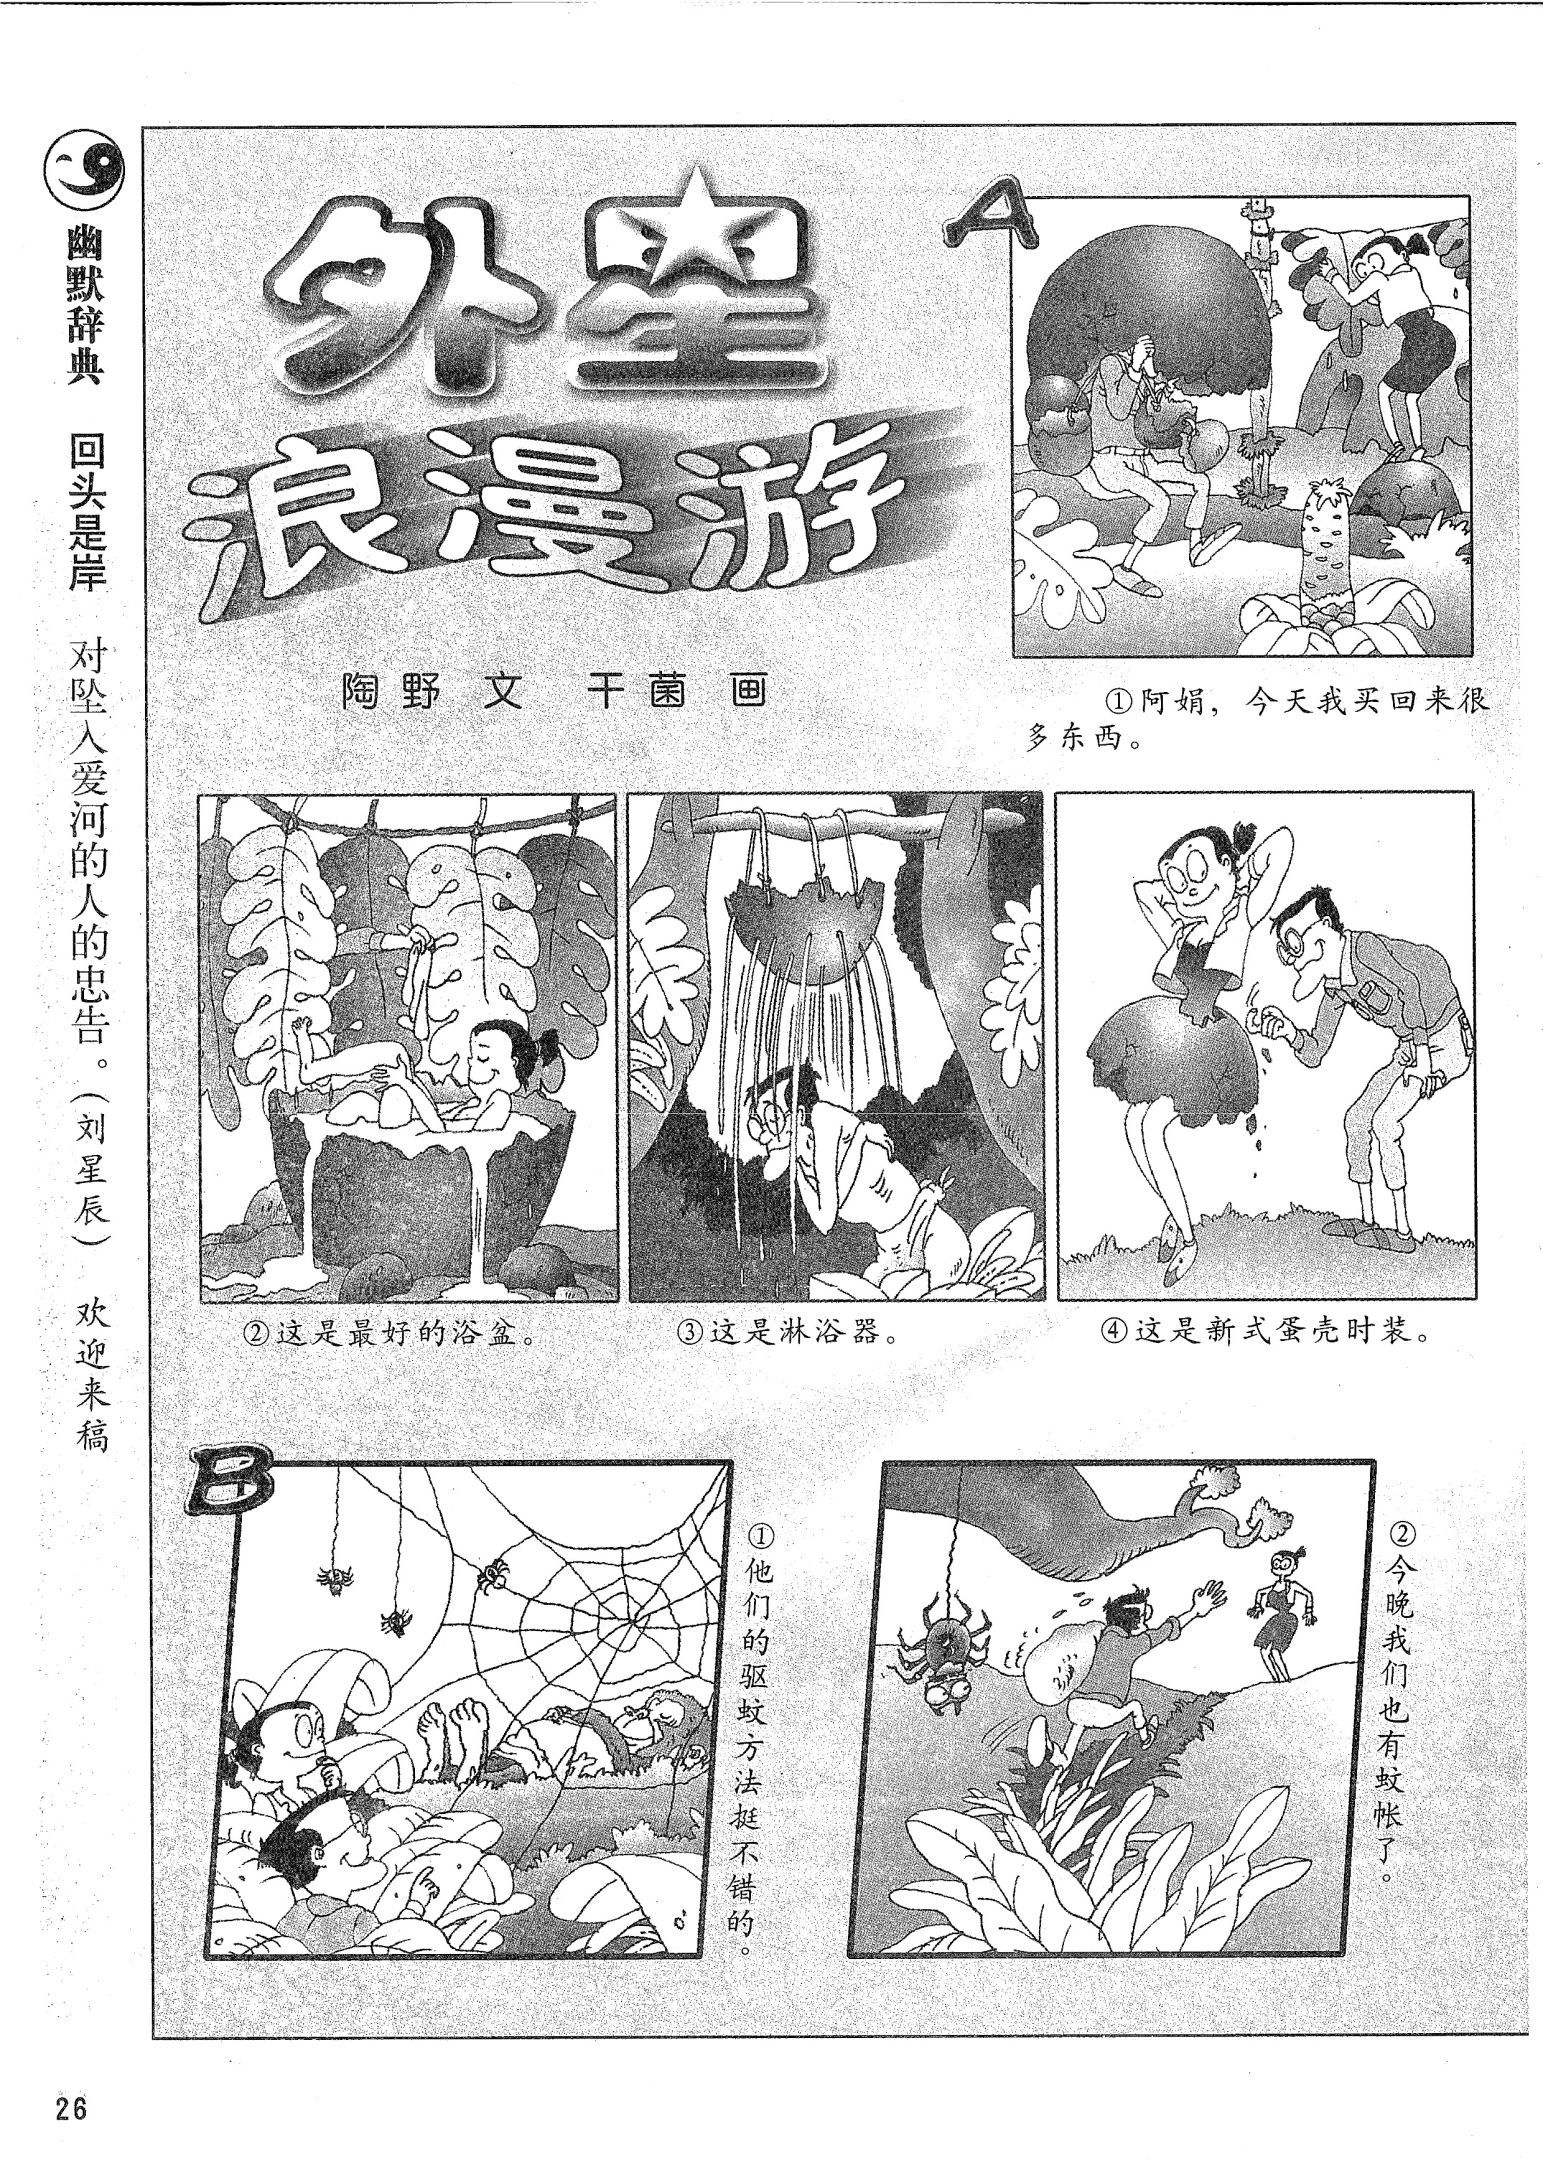 幽默辞典 回头是岸 对坠入爱河的人的忠告。(刘星辰) 欢迎来稿
外星
浪漫游
陶野 文 干菌 画
A
①阿娟，今天我买回来很
多东西。
②这是最好的浴盆。
③这是淋浴器。
④这是新式蛋壳时装。
B
①他们的驱蚊方法挺不错的。
②今晚我们也有蚊帐了。
26